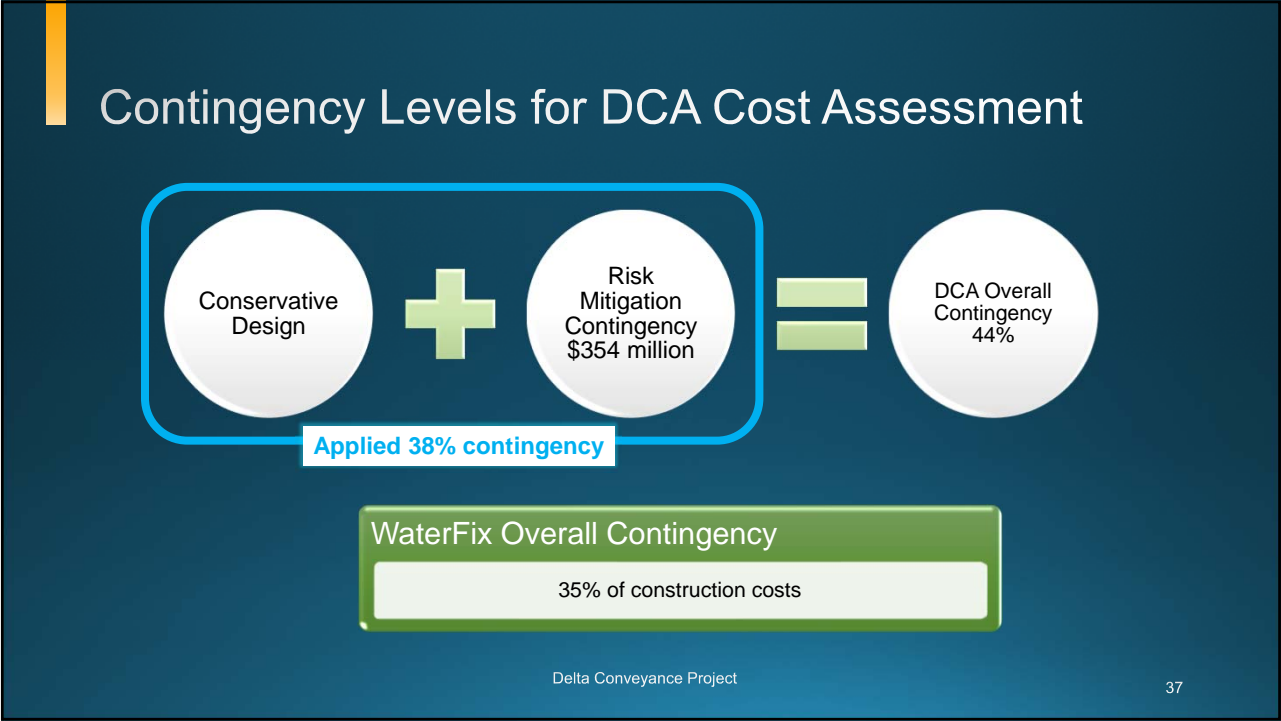 Contingency Levels for DCA Cost Assessment
Conservative
Design
Risk
Mitigation
Contingency
$354 million
DCA Overall
Contingency
44%
Applied 38% contingency
WaterFix Overall Contingency
35% of construction costs
Delta Conveyance Project
37